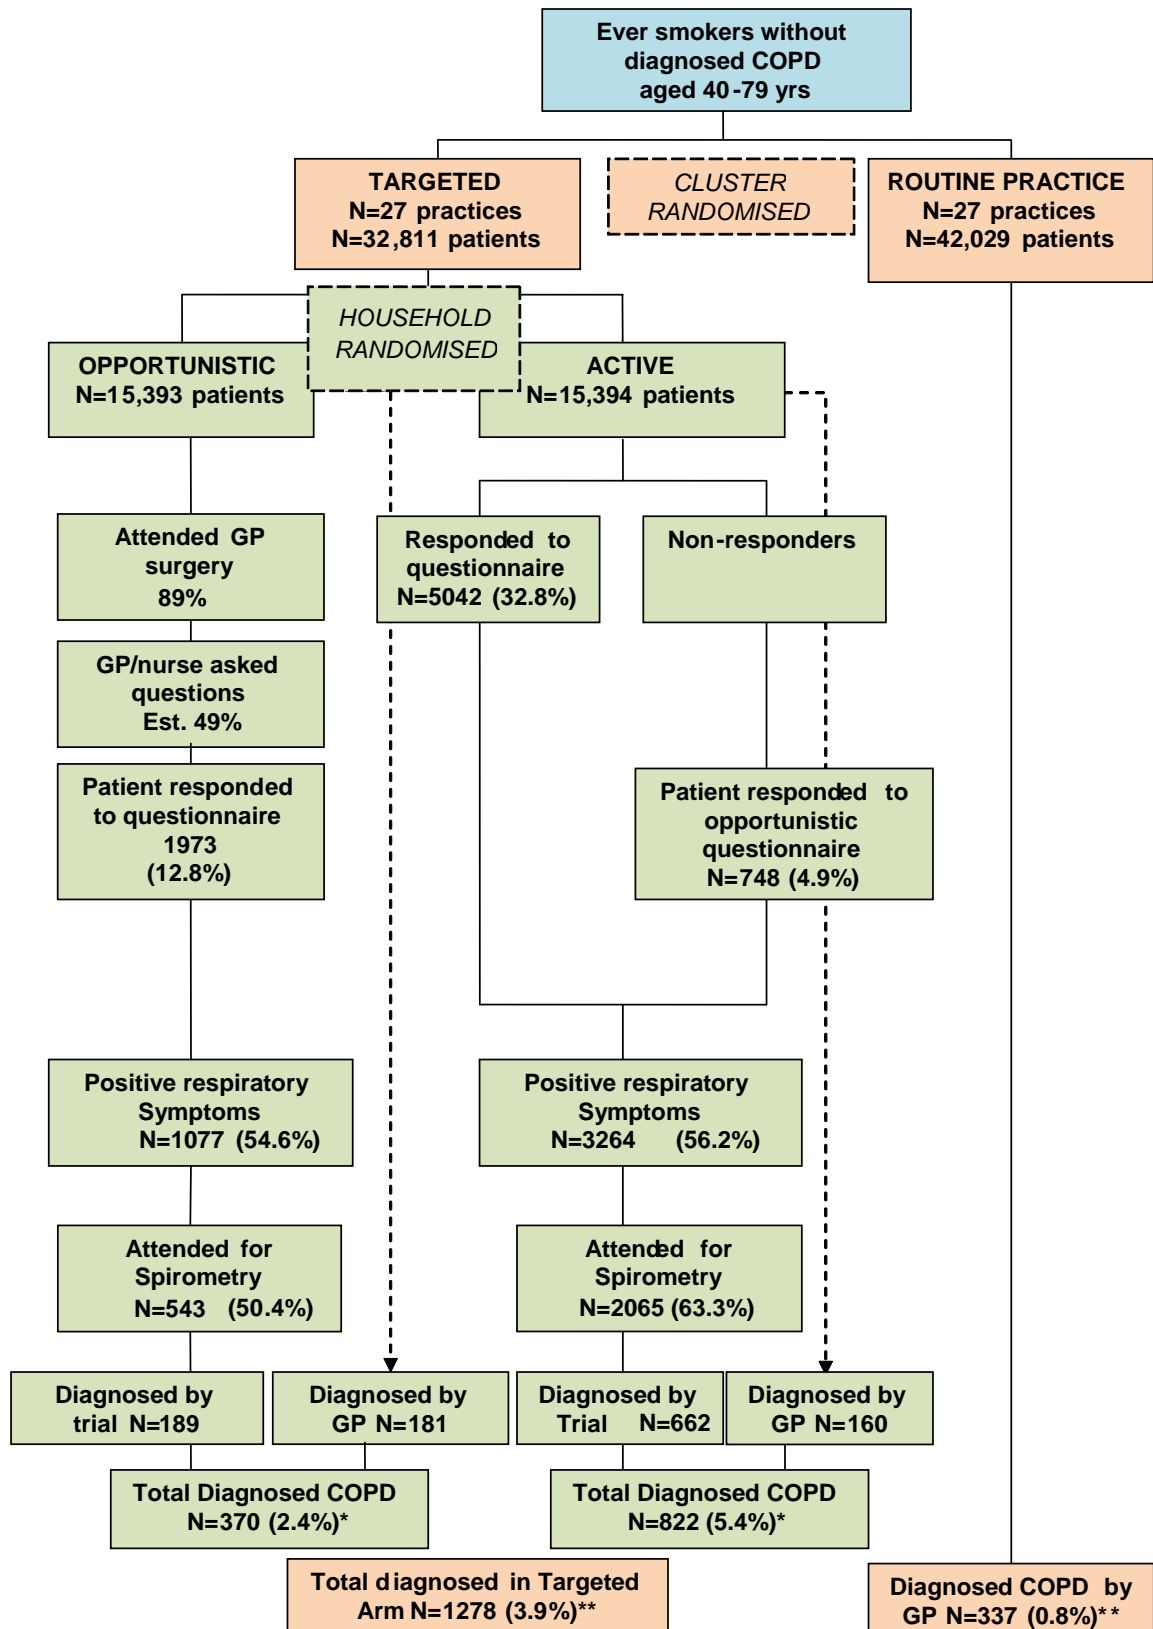 Ever smokers without
diagnosed COPD
aged 40-79 yrs
TARGETED
N=27 practices
N=32,811 patients
CLUSTER
RANDOMISED
ROUTINE PRACTICE
N=27 practices
N=42,029 patients
HOUSEHOLD
RANDOMISED
OPPORTUNISTIC
N=15,393 patients
ACTIVE
N=15,394 patients
Attended GP
surgery
89%
Responded to
questionnaire
N=5042 (32.8%)
Non-responders
GP/nurse asked
questions
Est. 49%
Patient responded
to questionnaire
1973
(12.8%)
Patient responded to
opportunistic
questionnaire
N=748 (4.9%)
Positive respiratory
Symptoms
N=1077 (54.6%)
Positive respiratory
Symptoms
N=3264 (56.2%)
Attended for
Spirometry
N=543 (50.4%)
Attended for
Spirometry
N=2065 (63.3%)
Diagnosed by
trial N=189
Diagnosed by
GP N=181
Diagnosed by
Trial N=662
Diagnosed by
GP N=160
Total Diagnosed COPD
N=370 (2.4%)*
Total Diagnosed COPD
N=822 (5.4%)*
Total diagnosed in Targeted
Arm N=1278 (3.9%)**
Diagnosed COPD by
GP N=337 (0.8%)**